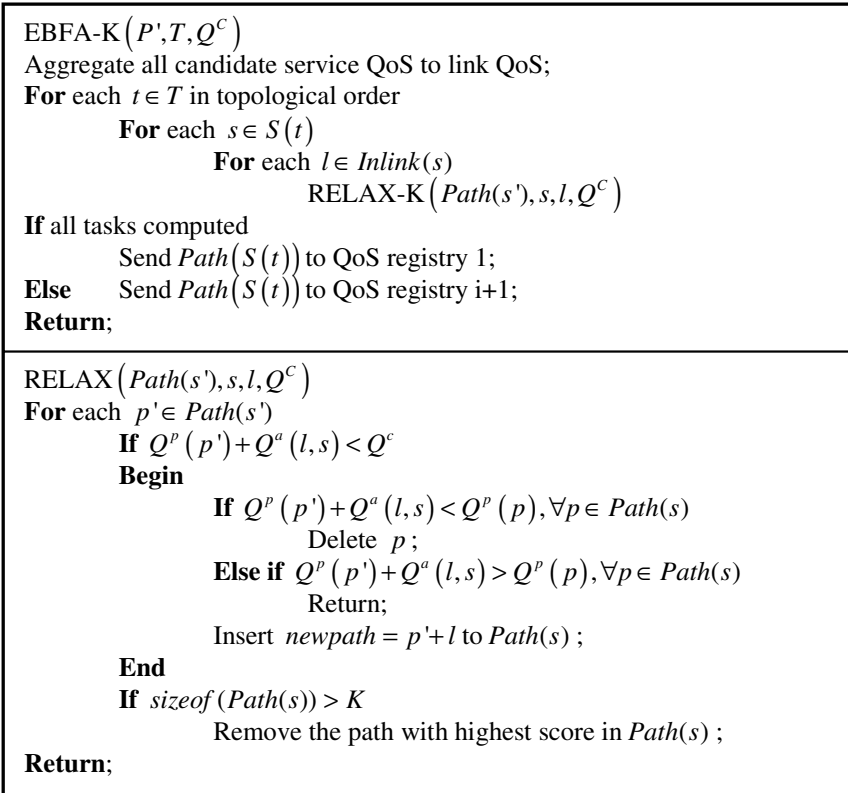 EBFA-K(P',T,Q^C)
Aggregate all candidate service QoS to link QoS;
For each t∈T in topological order
For each s∈S(t)
For each l∈Inlink(s)
RELAX-K(Path(s'),s,l,Q^C)
If all tasks computed
Send Path(S(t)) to QoS registry 1;
Else Send Path(S(t)) to QoS registry i+1;
Return;
RELAX(Path(s'),s,l,Q^C)
For each p'∈Path(s')
If Q^p(p')+Q^a(l,s)<Q^c
Begin
If Q^p(p')+Q^a(l,s)<Q^p(p),∀p∈Path(s)
Delete p;
Else if Q^p(p')+Q^a(l,s)>Q^p(p),∀p∈Path(s)
Return;
Insert newpath = p'+l to Path(s);
End
If sizeof(Path(s))>K
Remove the path with highest score in Path(s);
Return;